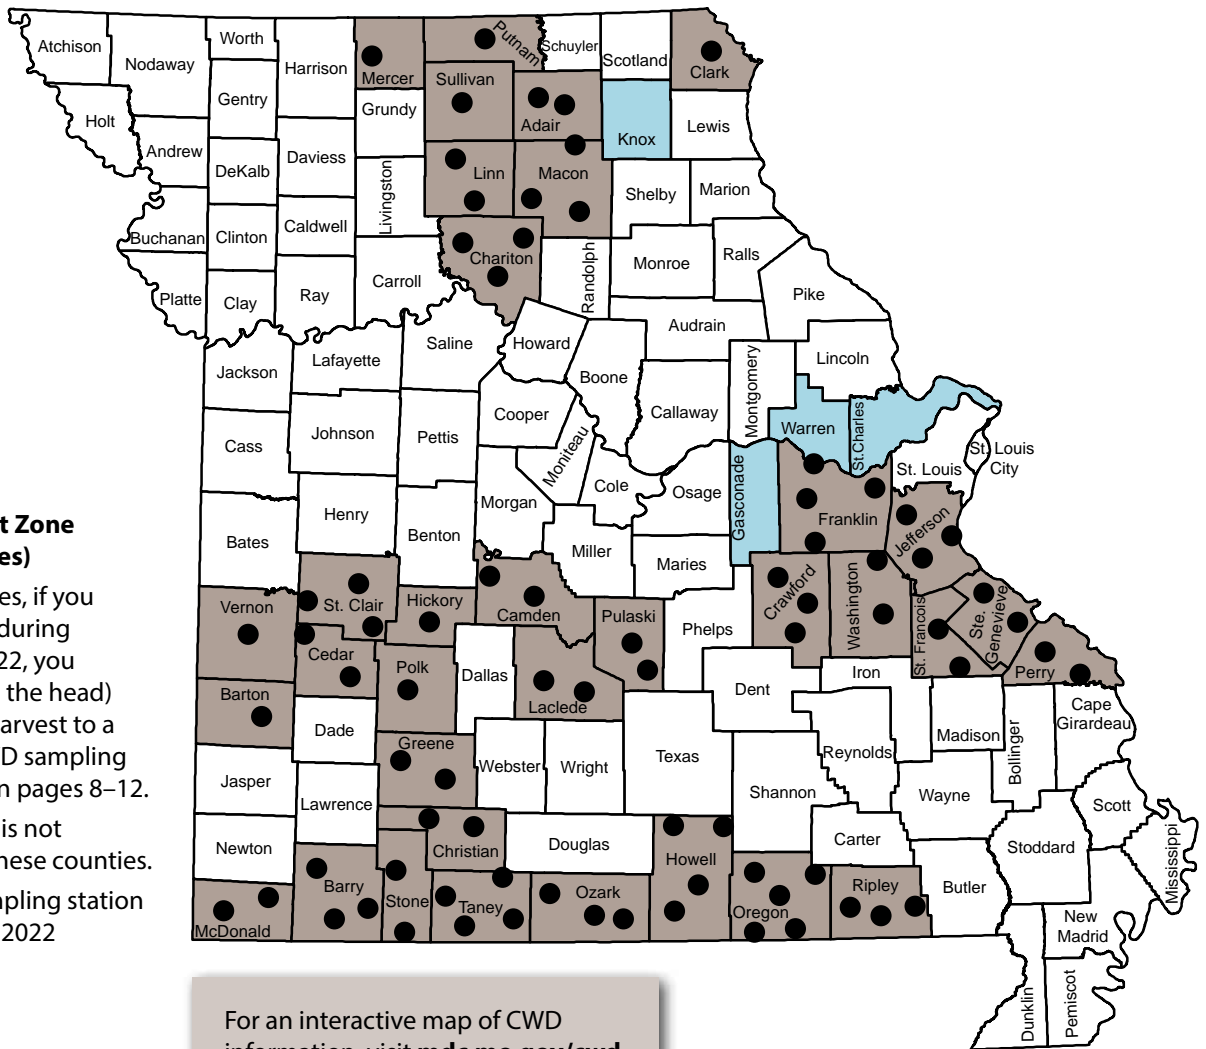 Atchison
Nodaway
Worth
Harrison
Mercer
Putnam
Schuyler
Scotland
Clark
Holt
Gentry
Grundy
Sullivan
Adair
Knox
Lewis
Andrew
DeKalb
Daviess
Livingston
Linn
Macon
Shelby
Marion
Buchanan
Clinton
Caldwell
Chariton
Randolph
Monroe
Ralls
Platte
Clay
Ray
Carroll
Pike
Audrain
Jackson
Lafayette
Saline
Howard
Boone
Callaway
Montgomery
Lincoln
Cass
Johnson
Pettis
Cooper
Moniteau
Warren
St.Charles
St. Louis
St. Louis
City
Bates
Henry
Benton
Morgan
Cole
Osage
Gasconade
Franklin
Jefferson
Miller
Maries
Vernon
St. Clair
Hickory
Camden
Pulaski
Phelps
Crawford
Washington
St. Francois
Ste.
Genevieve
Perry
Barton
Cedar
Polk
Dallas
Laclede
Dent
Iron
Madison
Bollinger
Cape
Girardeau
Dade
Greene
Webster
Wright
Texas
Reynolds
Jasper
Lawrence
Shannon
Wayne
Scott
Mississippi
Newton
Christian
Douglas
Howell
Carter
Stoddard
McDonald
Barry
Stone
Taney
Ozark
Oregon
Ripley
Butler
New
Madrid
Dunklin
Pemiscot
t Zone
es)
es, if you
during
22, you
the head)
arvest to a
D sampling
n pages 8–12.
is not
hese counties.
pling station
2022
For an interactive map of CWD